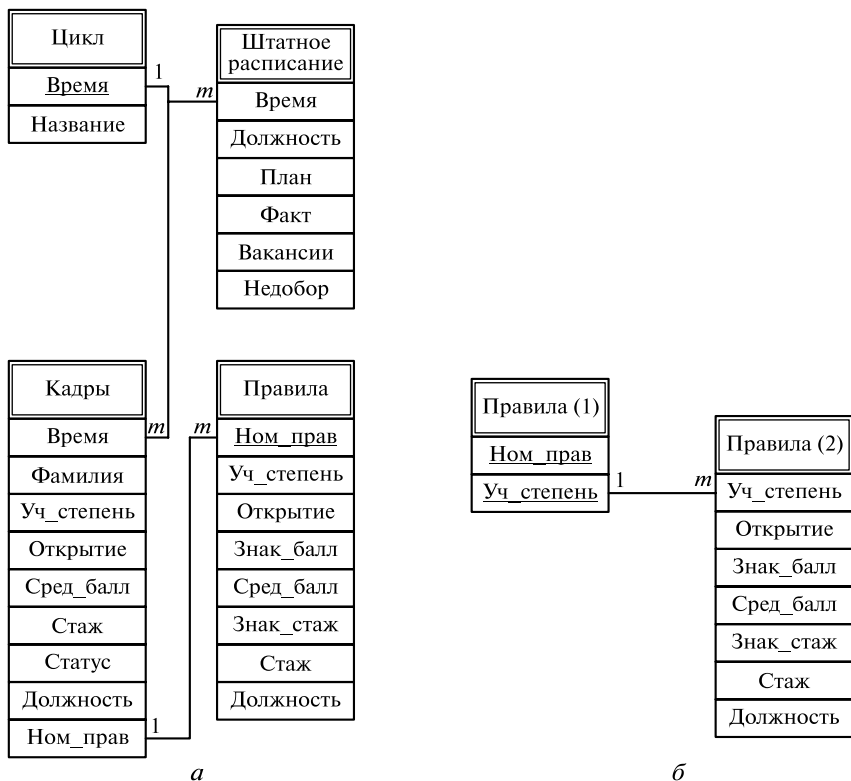 Цикл
Время
Название
1
m
Штатное
расписание
Время
Должность
План
Факт
Вакансии
Недобор
Кадры
Время
Фамилия
Уч_степень
Открытие
Сред_балл
Стаж
Статус
Должность
Ном_прав
m
1
m
Правила
Ном_прав
Уч_степень
Открытие
Знак_балл
Сред_балл
Знак_стаж
Стаж
Должность
а
Правила (1)
Ном_прав
Уч_степень
1
m
Правила (2)
Уч_степень
Открытие
Знак_балл
Сред_балл
Знак_стаж
Стаж
Должность
б